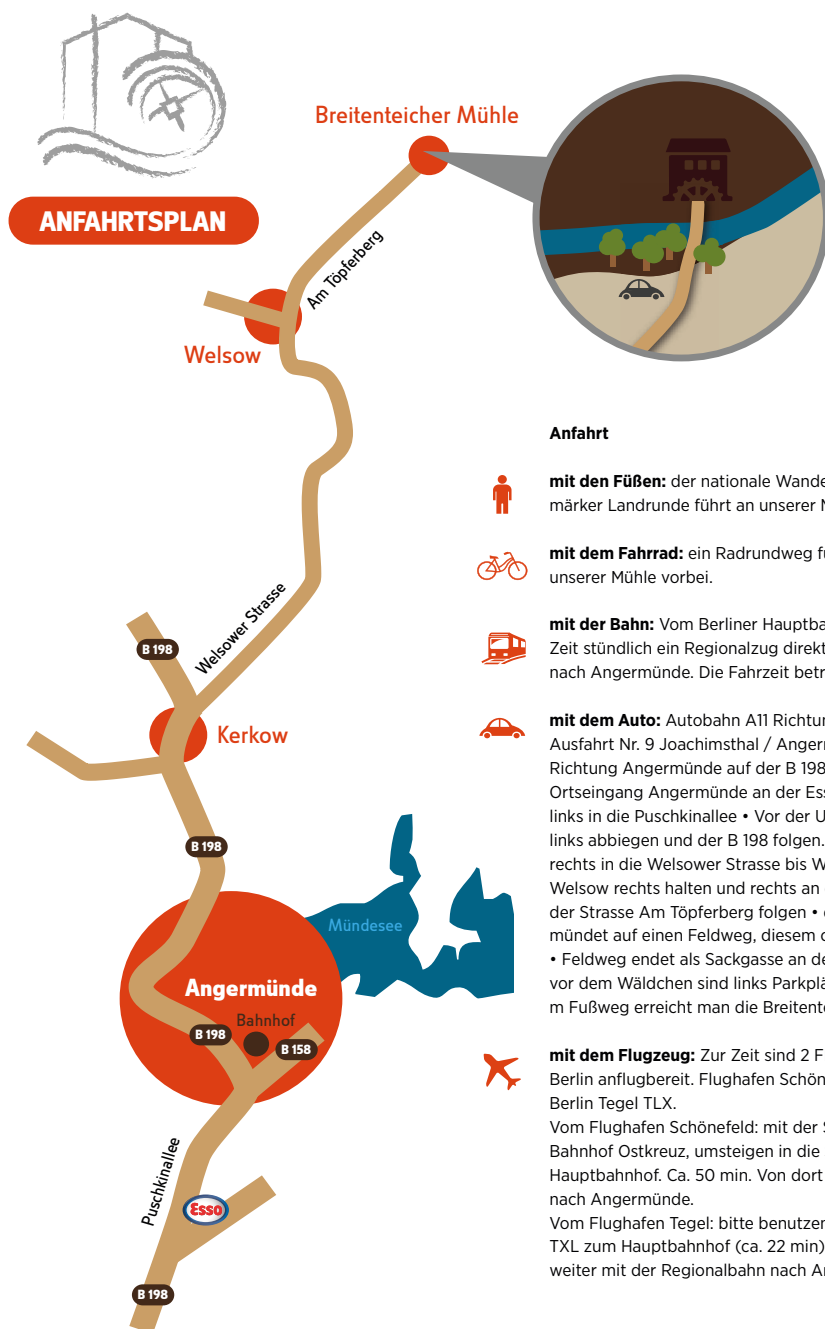 Breitenteicher Mühle
ANFAHRTSPLAN
Am Töpferberg
Welsow
Welsower Strasse
B 198
Kerkow
B 198
Mündesee
Angermünde
Bahnhof
B 198
B 158
Puschkinallee
Esso
B 198
Anfahrt
mit den Füßen: der nationale Wande
märker Landrunde führt an unserer M
mit dem Fahrrad: ein Radrundweg fü
unserer Mühle vorbei.
mit der Bahn: Vom Berliner Hauptba
Zeit stündlich ein Regionalzug direkt
nach Angermünde. Die Fahrzeit betr
mit dem Auto: Autobahn A11 Richtun
Ausfahrt Nr. 9 Joachimsthal / Angerm
Richtung Angermünde auf der B 198
Ortseingang Angermünde an der Ess
links in die Puschkinallee • Vor der U
links abbiegen und der B 198 folgen.
rechts in die Welsower Strasse bis W
Welsow rechts halten und rechts an
der Strasse Am Töpferberg folgen • d
mündet auf einen Feldweg, diesem c
• Feldweg endet als Sackgasse an de
vor dem Wäldchen sind links Parkplä
m Fußweg erreicht man die Breitente
mit dem Flugzeug: Zur Zeit sind 2 F
Berlin anflugbereit. Flughafen Schön
Berlin Tegel TLX.
Vom Flughafen Schönefeld: mit der S
Bahnhof Ostkreuz, umsteigen in die
Hauptbahnhof. Ca. 50 min. Von dort
nach Angermünde.
Vom Flughafen Tegel: bitte benutzen
TXL zum Hauptbahnhof (ca. 22 min)
weiter mit der Regionalbahn nach An